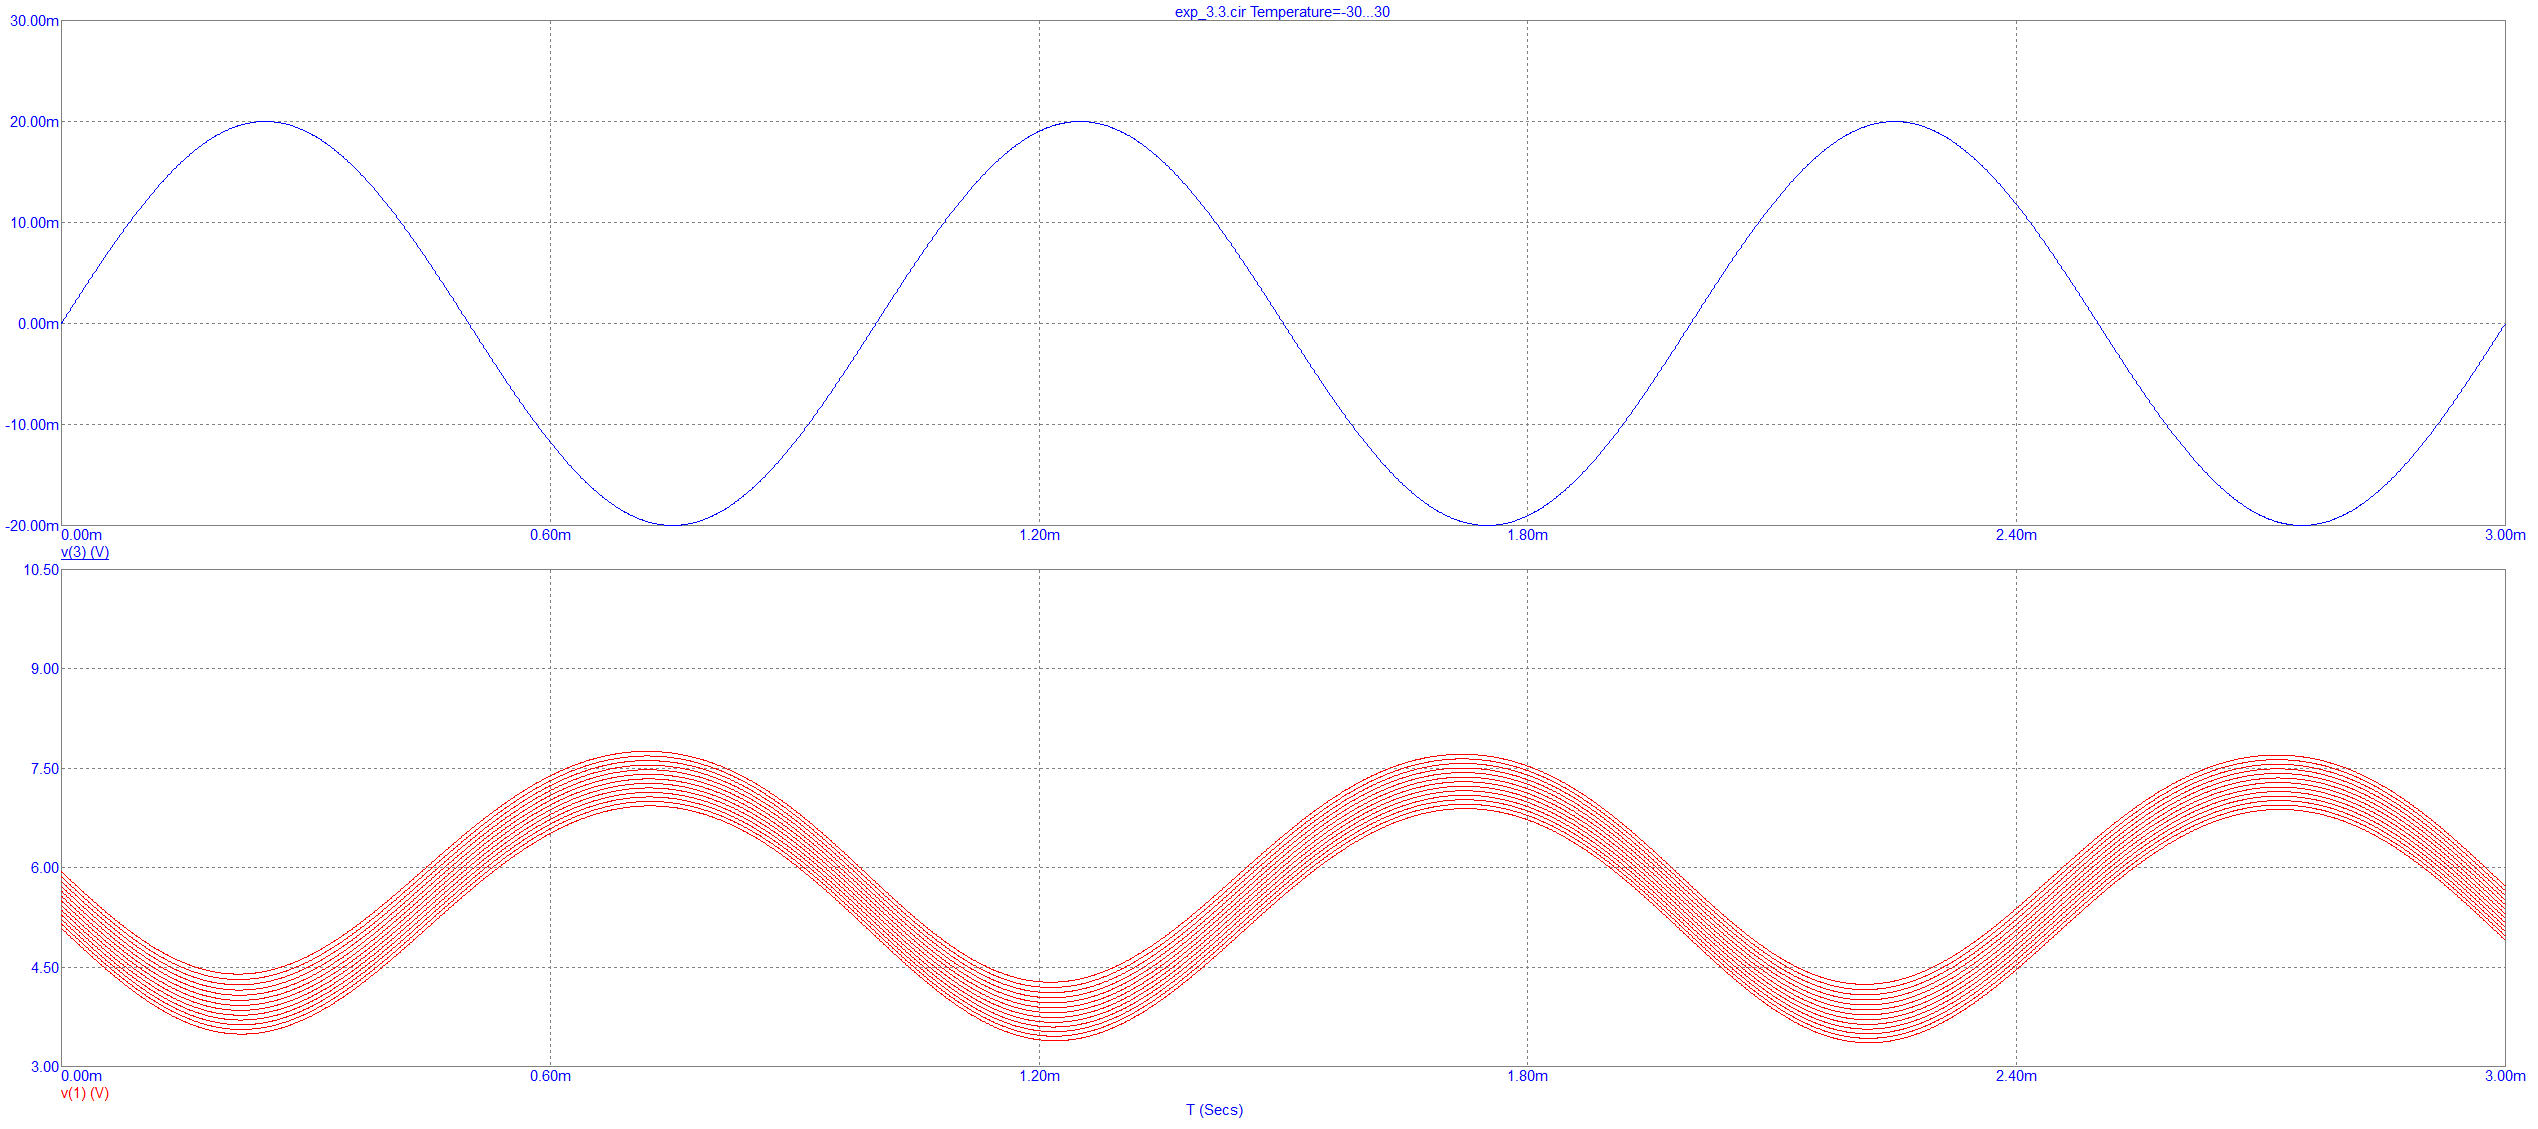 exp_3.3.cir Temperature=-30...30
30.00m
20.00m
10.00m
0.00m
-10.00m
-20.00m
0.00m 0.60m 1.20m 1.80m 2.40m 3.00m
v(3) (V)
10.50
9.00
7.50
6.00
4.50
3.00
0.00m 0.60m 1.20m 1.80m 2.40m 3.00m
v(1) (V)
T (Secs)